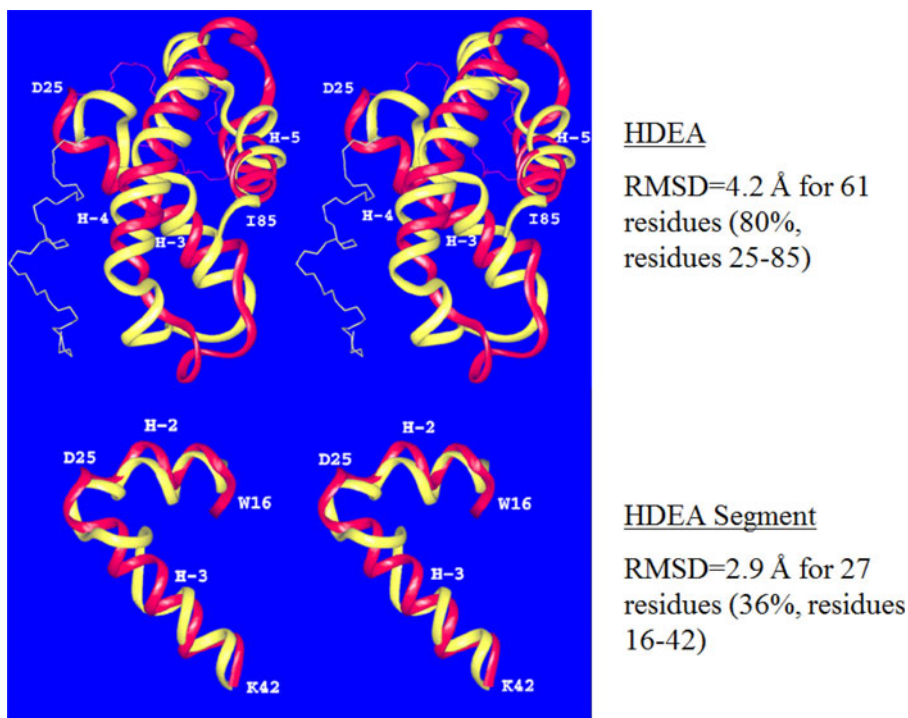 D25
D25
H-5
H-5
H-4
H-4
H-3
I85
H-3
I85
HDEA
RMSD=4.2 Å for 61
residues (80%,
residues 25-85)
H-2
H-2
D25
D25
W16
W16
H-3
H-3
K42
K42
HDEA Segment
RMSD=2.9 Å for 27
residues (36%, residues
16-42)